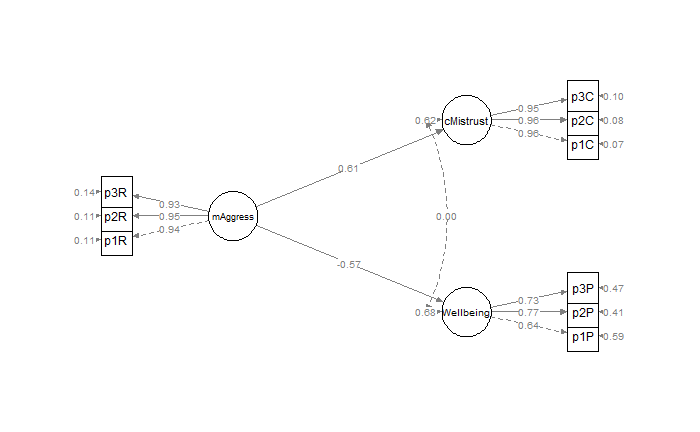 p3C
0.10
0.95
0.62
cMistrust
0.96
p2C
0.08
0.96
p1C
0.07
0.61
0.14
p3R
0.93
0.11
p2R
0.95
mAggress
0.00
0.11
p1R
0.94
-0.57
p3P
0.47
0.73
0.68
Wellbeing
0.77
p2P
0.41
0.64
p1P
0.59